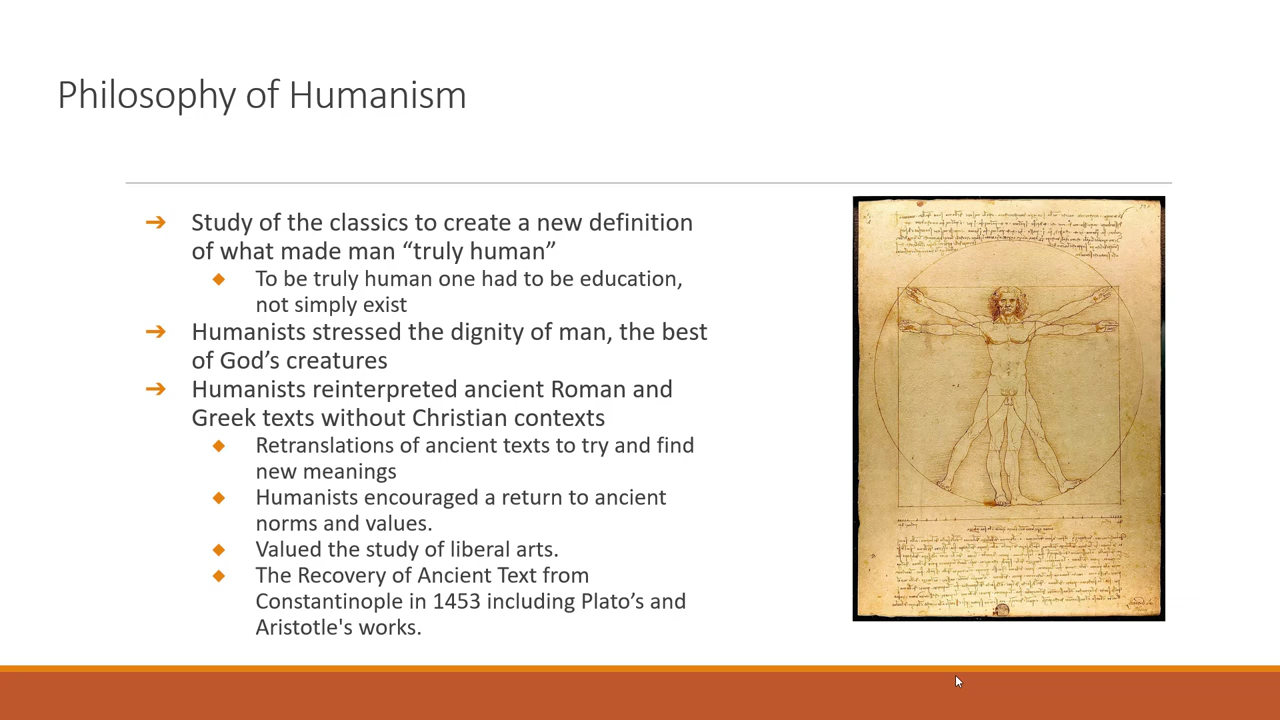 Philosophy of Humanism
➔ Study of the classics to create a new definition
of what made man “truly human”
◆ To be truly human one had to be education,
not simply exist
➔ Humanists stressed the dignity of man, the best
of God’s creatures
➔ Humanists reinterpreted ancient Roman and
Greek texts without Christian contexts
◆ Retranslations of ancient texts to try and find
new meanings
◆ Humanists encouraged a return to ancient
norms and values.
◆ Valued the study of liberal arts.
◆ The Recovery of Ancient Text from
Constantinople in 1453 including Plato’s and
Aristotle's works.